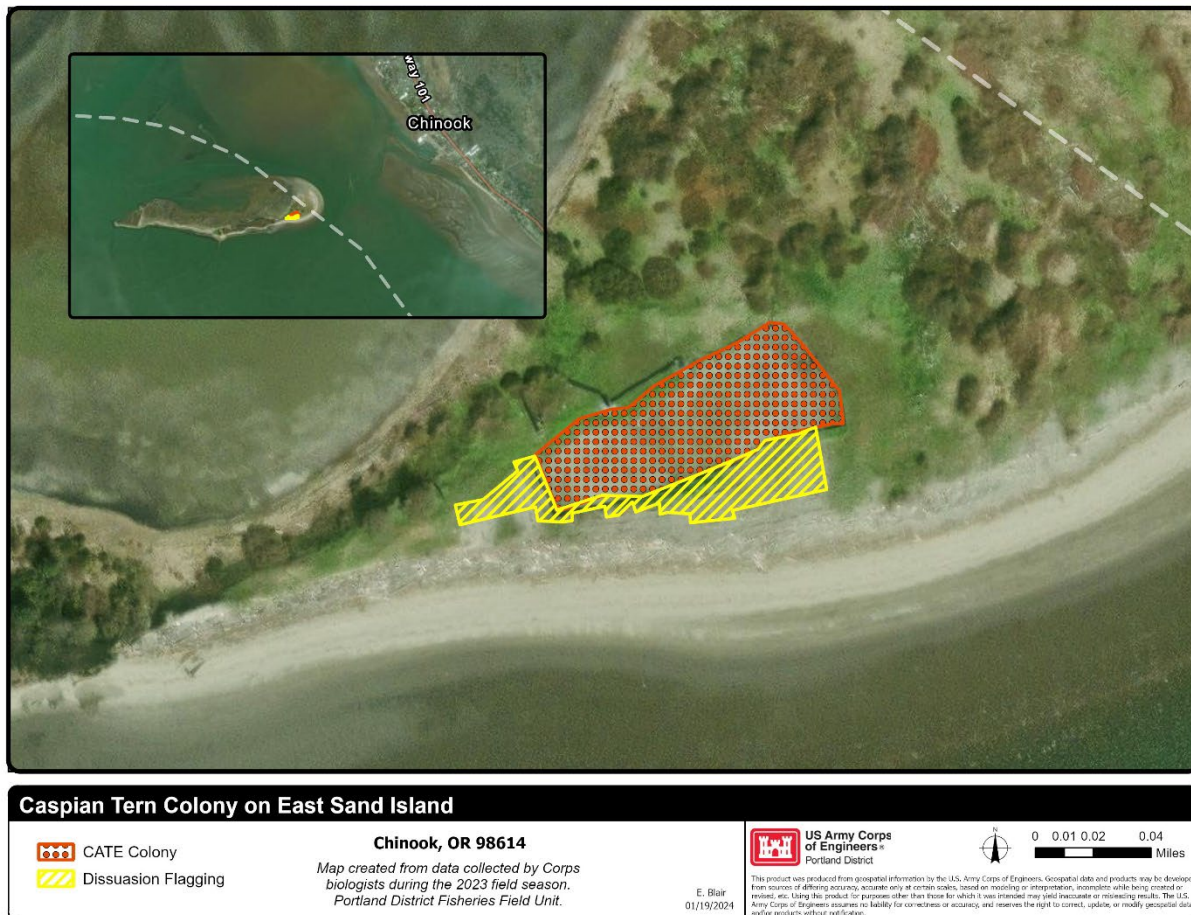 way 101
Chinook
Caspian Tern Colony on East Sand Island
CATE Colony
Dissuasion Flagging
Chinook, OR 98614
Map created from data collected by Corps
biologists during the 2023 field season.
Portland District Fisheries Field Unit.
E. Blair
01/19/2024
US Army Corps
of Engineers®
Portland District
N
0 0.01 0.02 0.04
Miles
This product was produced from geospatial information by the U.S. Army Corps of Engineers. Geospatial data and products may be develop
from sources of differing accuracy, accurate only at certain scales, based on modeling or interpretation, incomplete while being created or
revised, etc. Using this product for purposes other than those for which it was intended may yield inaccurate or misleading results. The U.S.
Army Corps of Engineers assumes no liability for correctness or accuracy, and reserves the right to correct, update, or modify geospatial data
and/or products without notification.